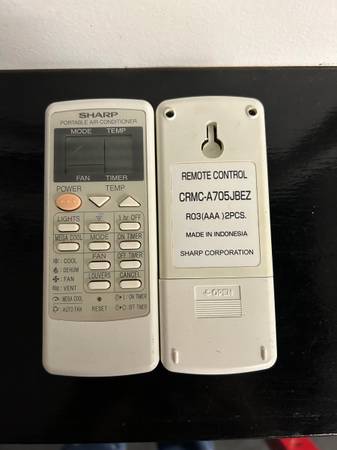 SHARP
PORTABLE AIR CONDITIONER
MODE TEMP
FAN TIMER
POWER TEMP
LIGHTS 1 hr OFF
MEGA COOL MODE ON TIMER
FAN OFF TIMER
: COOL
: DEHUM
: FAN
: VENT
LOUVERS CANCEL
: MEGA COOL
: AUTO FAN
RESET
: ON TIMER
: OFF TIMER
REMOTE CONTROL
CRMC-A705JBEZ
R03(AAA)2PCS.
MADE IN INDONESIA
SHARP CORPORATION
OPEN